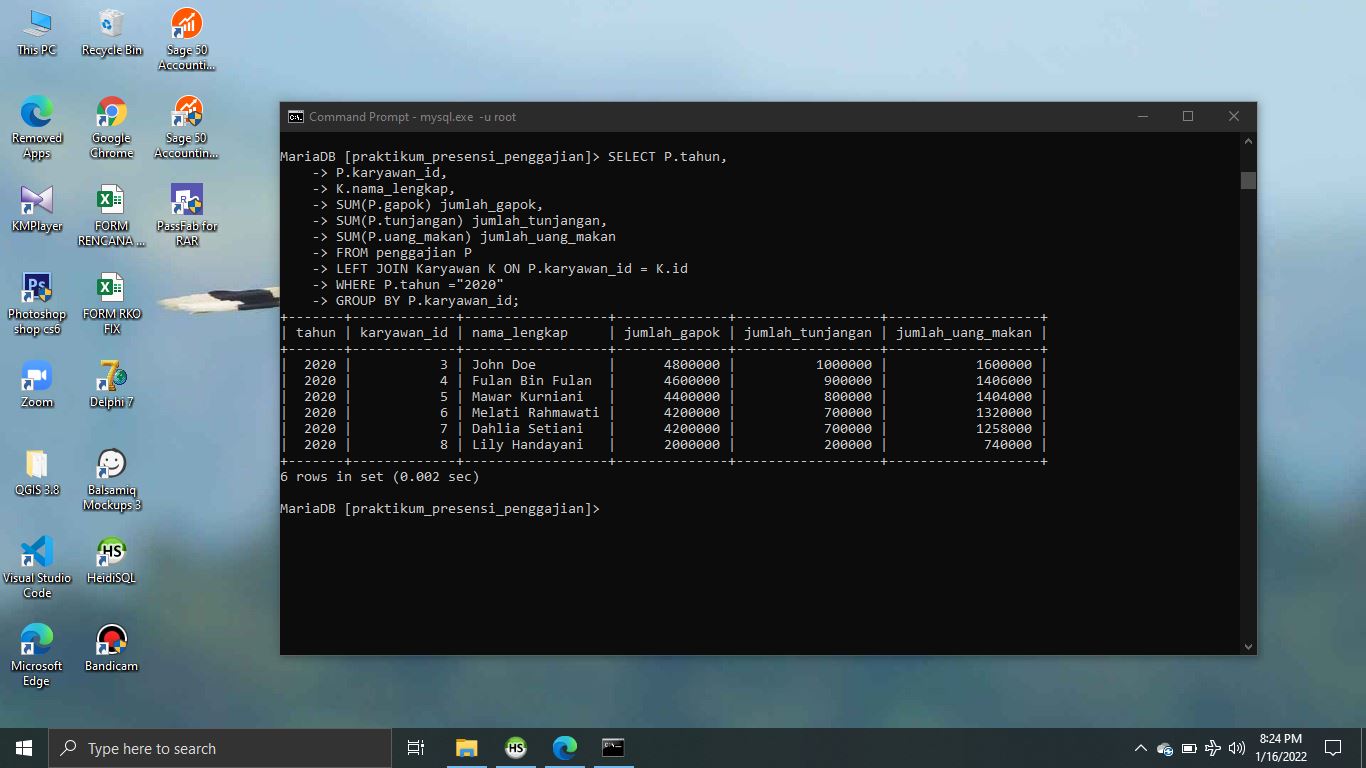 This PC
Recycle Bin
Sage 50
Accounti...
Removed
Apps
Google
Chrome
Sage 50
Accountin...
KMPlayer
FORM
RENCANA ...
PassFab for
RAR
Photoshop
shop cs6
FORM RKO
FIX
Zoom
Delphi 7
QGIS 3.8
Balsamiq
Mockups 3
Visual Studio
Code
HeidiSQL
Microsoft
Edge
Bandicam
Command Prompt - mysql.exe -u root
MariaDB [praktikum_presensi_penggajian]> SELECT P.tahun,
-> P.karyawan_id,
-> K.nama_lengkap,
-> SUM(P.gapok) jumlah_gapok,
-> SUM(P.tunjangan) jumlah_tunjangan,
-> SUM(P.uang_makan) jumlah_uang_makan
-> FROM penggajian P
-> LEFT JOIN Karyawan K ON P.karyawan_id = K.id
-> WHERE P.tahun ="2020"
-> GROUP BY P.karyawan_id;
+-------+-------------+------------------+--------------+------------------+-------------------+
| tahun | karyawan_id | nama_lengkap | jumlah_gapok | jumlah_tunjangan | jumlah_uang_makan |
+-------+-------------+------------------+--------------+------------------+-------------------+
| 2020 | 3 | John Doe | 4800000 | 1000000 | 1600000 |
| 2020 | 4 | Fulan Bin Fulan | 4600000 | 900000 | 1406000 |
| 2020 | 5 | Mawar Kurniani | 4400000 | 800000 | 1404000 |
| 2020 | 6 | Melati Rahmawati | 4200000 | 700000 | 1320000 |
| 2020 | 7 | Dahlia Setiani | 4200000 | 700000 | 1258000 |
| 2020 | 8 | Lily Handayani | 2000000 | 200000 | 740000 |
+-------+-------------+------------------+--------------+------------------+-------------------+
6 rows in set (0.002 sec)
MariaDB [praktikum_presensi_penggajian]>
Type here to search
8:24 PM
1/16/2022